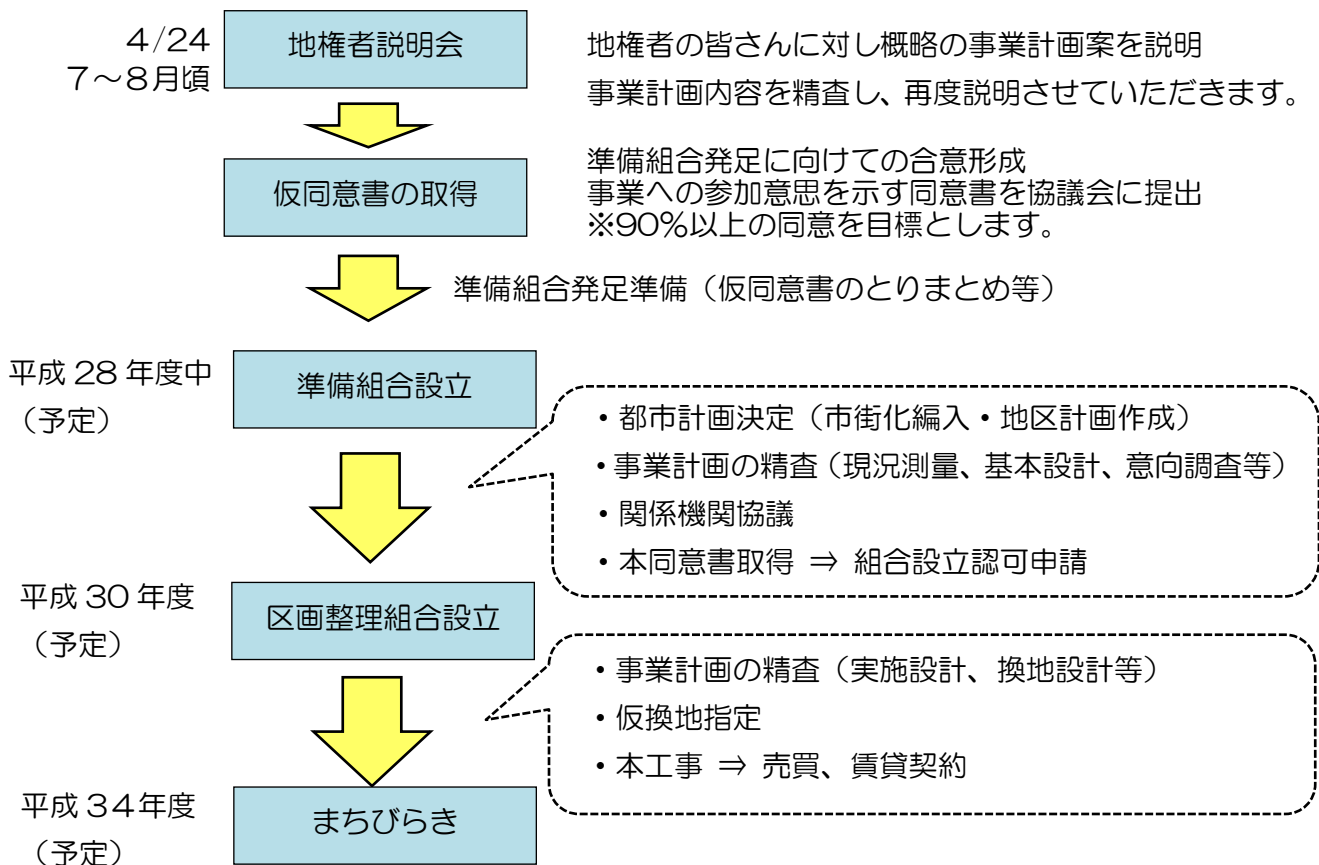 4/24
7～8月頃
地権者説明会
地権者の皆さんに対し概略の事業計画案を説明
事業計画内容を精査し、再度説明させていただきます。
仮同意書の取得
準備組合発足に向けての合意形成
事業への参加意思を示す同意書を協議会に提出
※90％以上の同意を目標とします。
準備組合発足準備（仮同意書のとりまとめ等）
平成28年度中
（予定）
準備組合設立
・都市計画決定（市街化編入・地区計画作成）
・事業計画の精査（現況測量、基本設計、意向調査等）
・関係機関協議
・本同意書取得 ⇒ 組合設立認可申請
平成30年度
（予定）
区画整理組合設立
・事業計画の精査（実施設計、換地設計等）
・仮換地指定
・本工事 ⇒ 売買、賃貸契約
平成34年度
（予定）
まちびらき